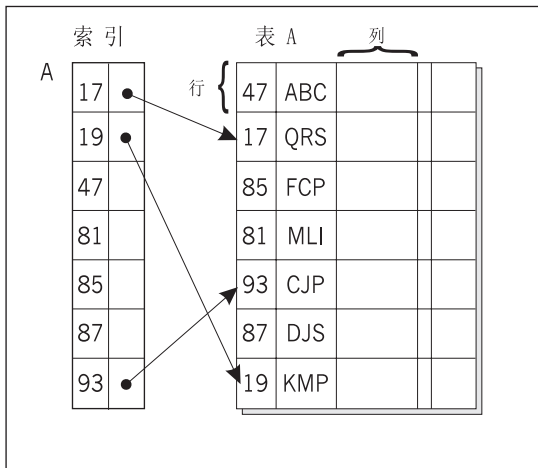 索引 表 A 列
A
17 行 47 ABC
19 17 QRS
47 85 FCP
81 81 MLI
85 93 CJP
87 87 DJS
93 19 KMP